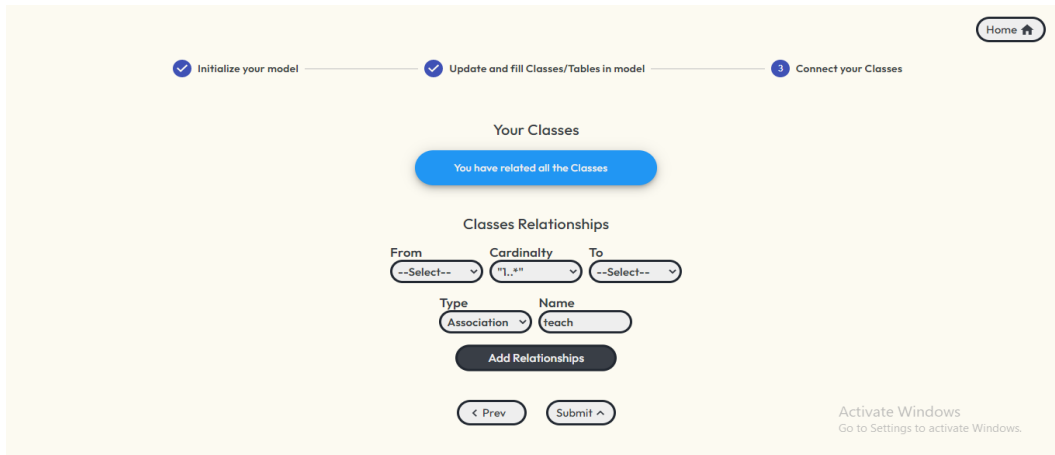 Home
Initialize your model
Update and fill Classes/Tables in model
3 Connect your Classes
Your Classes
You have related all the Classes
Classes Relationships
From Cardinalty To
--Select-- "1..*" --Select--
Type Name
Association teach
Add Relationships
< Prev Submit
Activate Windows
Go to Settings to activate Windows.